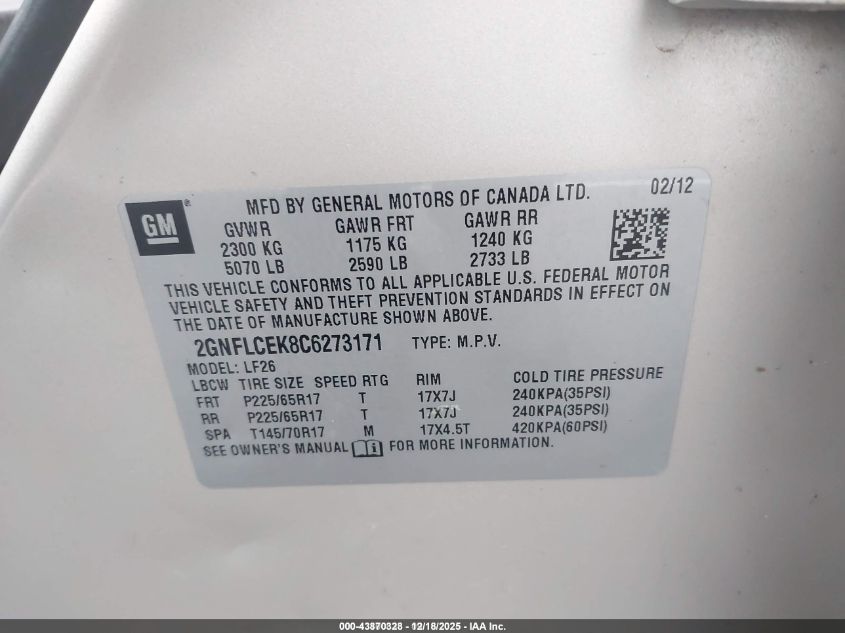 GM ®
MFD BY GENERAL MOTORS OF CANADA LTD. 02/12
GVWR GAWR FRT GAWR RR
2300 KG 1175 KG 1240 KG
5070 LB 2590 LB 2733 LB
THIS VEHICLE CONFORMS TO ALL APPLICABLE U.S. FEDERAL MOTOR
VEHICLE SAFETY AND THEFT PREVENTION STANDARDS IN EFFECT ON
THE DATE OF MANUFACTURE SHOWN ABOVE.
2GNFLCEK8C6273171 TYPE: M.P.V.
MODEL: LF26
LBCW TIRE SIZE SPEED RTG RIM COLD TIRE PRESSURE
FRT P225/65R17 T 17X7J 240KPA(35PSI)
RR P225/65R17 T 17X7J 240KPA(35PSI)
SPA T145/70R17 M 17X4.5T 420KPA(60PSI)
SEE OWNER'S MANUAL FOR MORE INFORMATION.
000-43870328 - 12/18/2025 - IAA Inc.